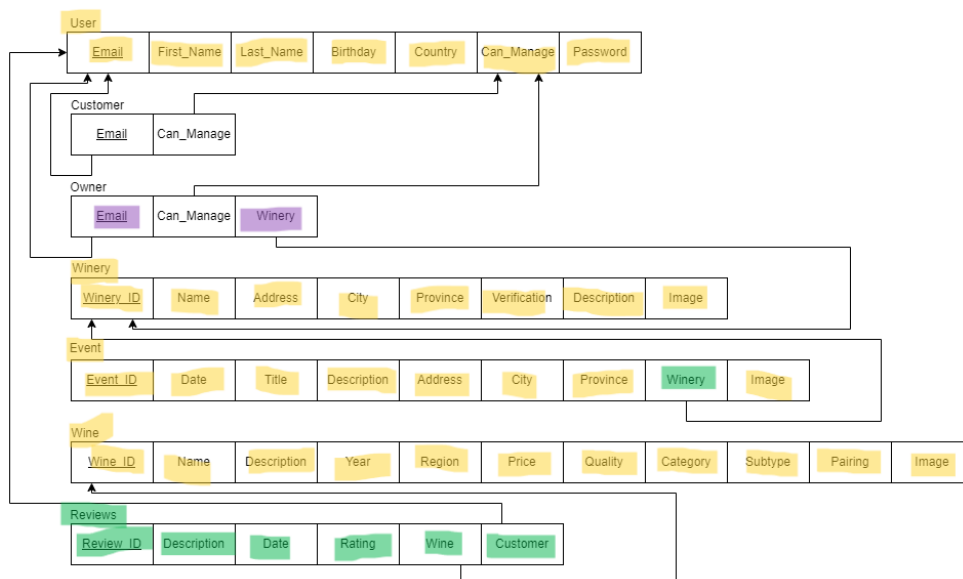 User
Email First_Name Last_Name Birthday Country Can_Manage Password
Customer
Email Can_Manage
Owner
Email Can_Manage Winery
Winery
Winery_ID Name Address City Province Verification Description Image
Event
Event_ID Date Title Description Address City Province Winery Image
Wine
Wine_ID Name Description Year Region Price Quality Category Subtype Pairing Image
Reviews
Review_ID Description Date Rating Wine Customer